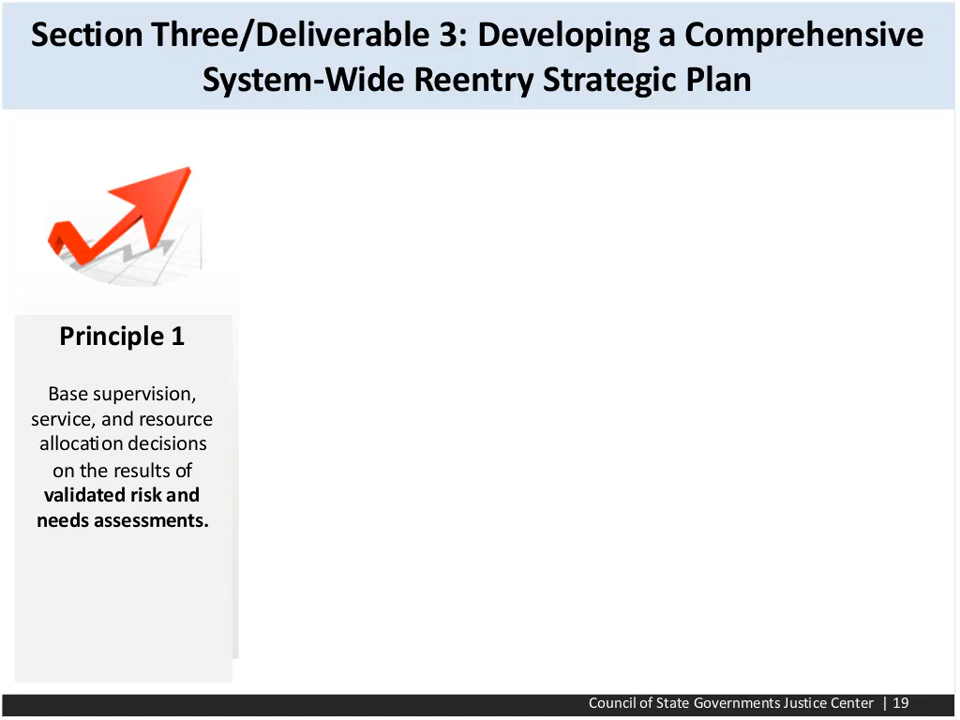 Section Three/Deliverable 3: Developing a Comprehensive
System-Wide Reentry Strategic Plan
Principle 1
Base supervision,
service, and resource
allocation decisions
on the results of
validated risk and
needs assessments.
Council of State Governments Justice Center | 19